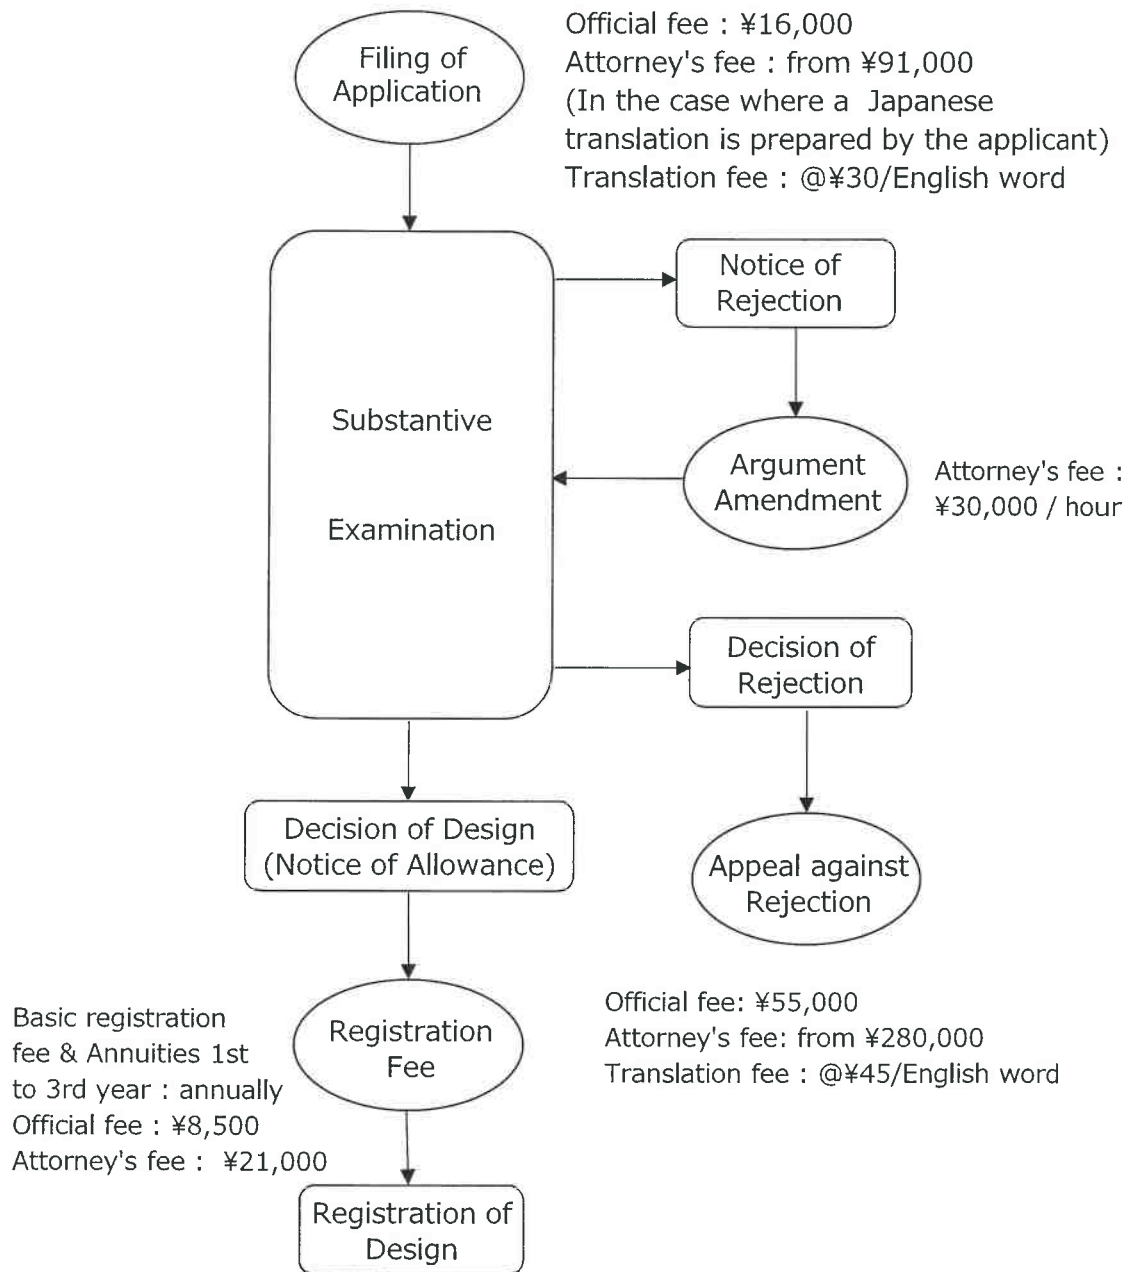 Filing of
Application
Official fee : ¥16,000
Attorney's fee : from ¥91,000
(In the case where a Japanese
translation is prepared by the applicant)
Translation fee : @¥30/English word
Notice of
Rejection
Substantive
Examination
Argument
Amendment
Attorney's fee :
¥30,000 / hour
Decision of
Rejection
Decision of Design
(Notice of Allowance)
Appeal against
Rejection
Basic registration
fee & Annuities 1st
to 3rd year : annually
Official fee : ¥8,500
Attorney's fee : ¥21,000
Registration
Fee
Official fee: ¥55,000
Attorney's fee: from ¥280,000
Translation fee : @¥45/English word
Registration of
Design